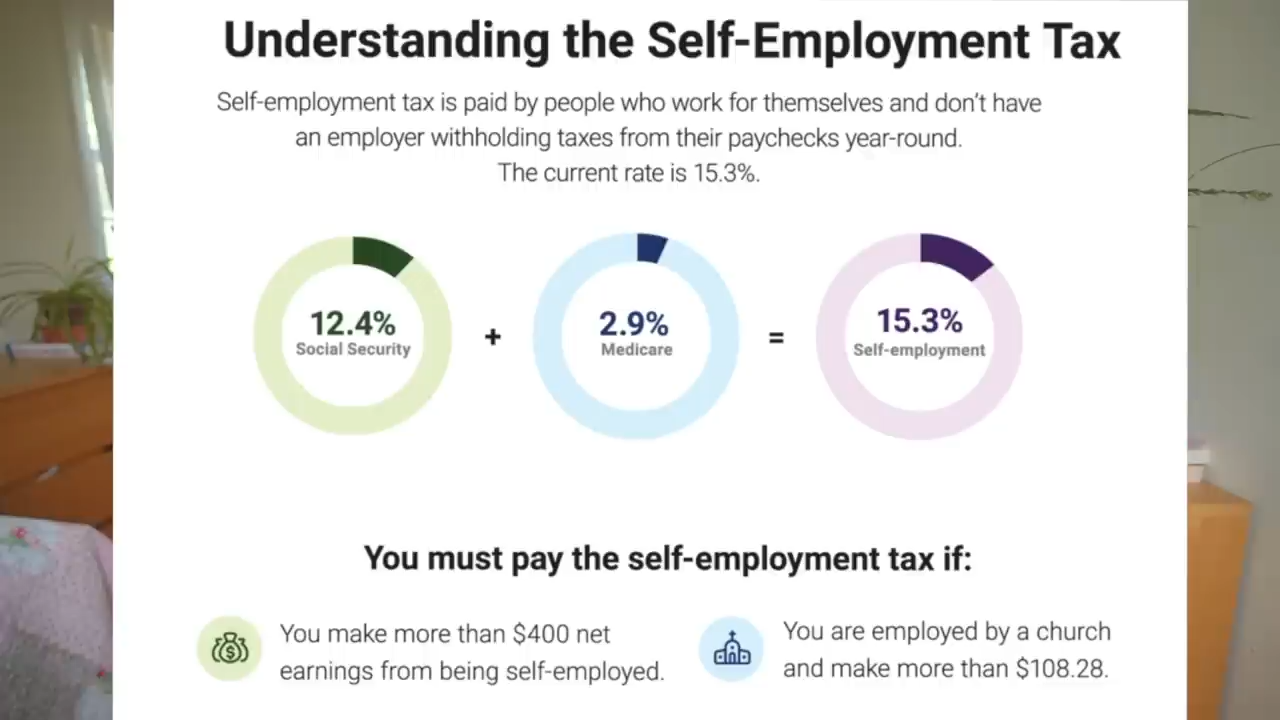 Understanding the Self-Employment Tax
Self-employment tax is paid by people who work for themselves and don't have
an employer withholding taxes from their paychecks year-round.
The current rate is 15.3%.
12.4%
Social Security
+
2.9%
Medicare
=
15.3%
Self-employment
You must pay the self-employment tax if:
You make more than $400 net
earnings from being self-employed.
You are employed by a church
and make more than $108.28.